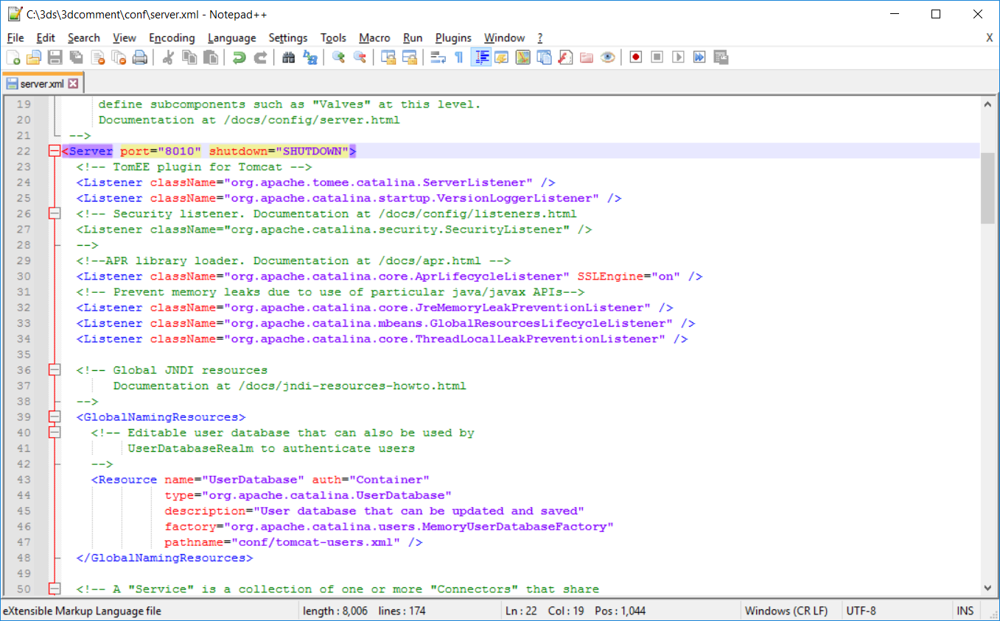 C:\3ds\3dcomment\conf\server.xml - Notepad++
File Edit Search View Encoding Language Settings Tools Macro Run Plugins Window ? X
server.xml
19 define subcomponents such as "Valves" at this level.
20 Documentation at /docs/config/server.html
21 -->
22 <Server port="8010" shutdown="SHUTDOWN">
23 <!-- TomEE plugin for Tomcat -->
24 <Listener className="org.apache.tomee.catalina.ServerListener" />
25 <Listener className="org.apache.catalina.startup.VersionLoggerListener" />
26 <!-- Security listener. Documentation at /docs/config/listeners.html
27 <Listener className="org.apache.catalina.security.SecurityListener" />
28 -->
29 <!--APR library loader. Documentation at /docs/apr.html -->
30 <Listener className="org.apache.catalina.core.AprLifecycleListener" SSLEngine="on" />
31 <!-- Prevent memory leaks due to use of particular java/javax APIs-->
32 <Listener className="org.apache.catalina.core.JreMemoryLeakPreventionListener" />
33 <Listener className="org.apache.catalina.mbeans.GlobalResourcesLifecycleListener" />
34 <Listener className="org.apache.catalina.core.ThreadLocalLeakPreventionListener" />
35
36 <!-- Global JNDI resources
37 Documentation at /docs/jndi-resources-howto.html
38 -->
39 <GlobalNamingResources>
40 <!-- Editable user database that can also be used by
41 UserDatabaseRealm to authenticate users
42 -->
43 <Resource name="UserDatabase" auth="Container"
44 type="org.apache.catalina.UserDatabase"
45 description="User database that can be updated and saved"
46 factory="org.apache.catalina.users.MemoryUserDatabaseFactory"
47 pathname="conf/tomcat-users.xml" />
48 </GlobalNamingResources>
49
50 <!-- A "Service" is a collection of one or more "Connectors" that share
eXtensible Markup Language file length : 8,006 lines : 174 Ln : 22 Col : 19 Pos : 1,044 Windows (CR LF) UTF-8 INS